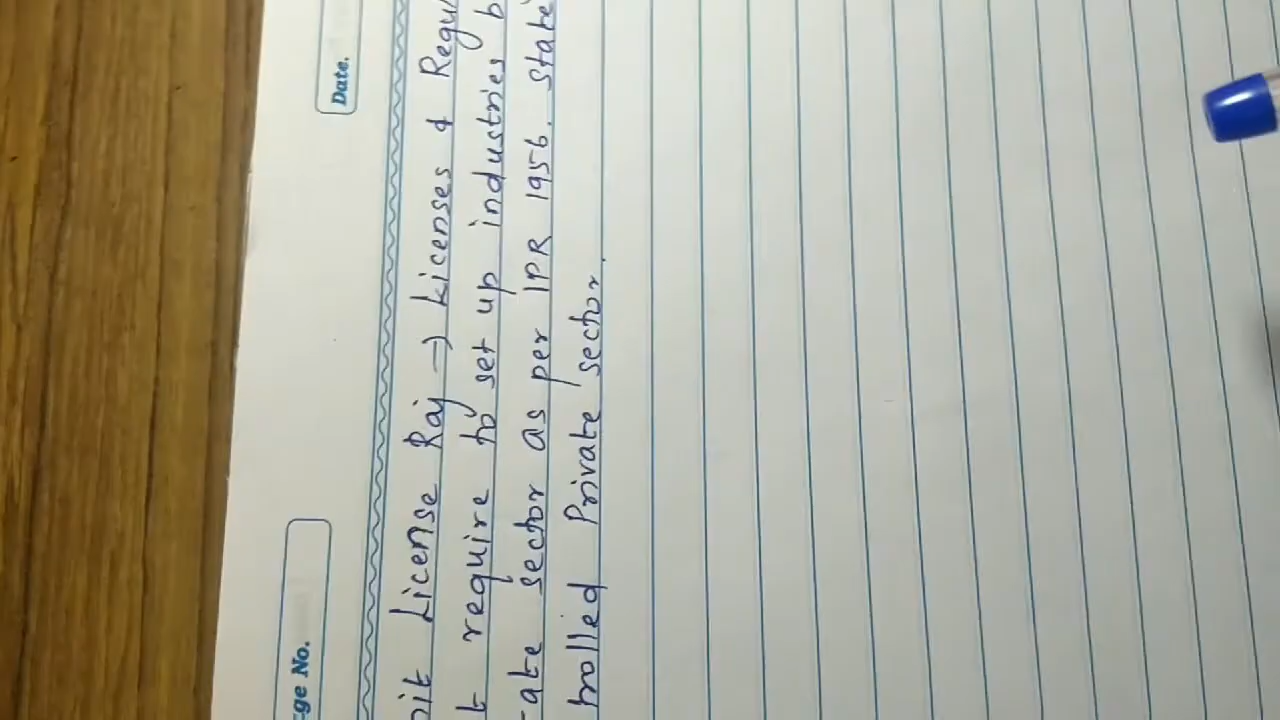 Page No.
Date.
License Raj → Licenses & Regu
t require to set up industries b
ate sector as per IPR 1956. State
trolled Private sector.